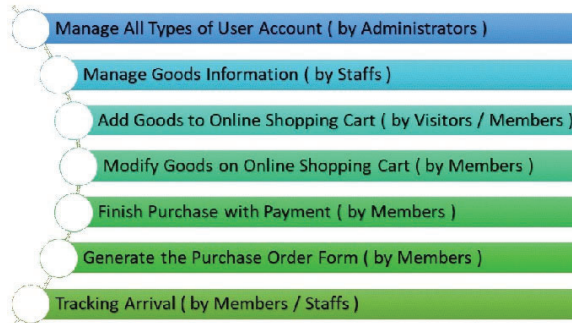 Manage All Types of User Account ( by Administrators )
Manage Goods Information ( by Staffs )
Add Goods to Online Shopping Cart ( by Visitors / Members )
Modify Goods on Online Shopping Cart ( by Members )
Finish Purchase with Payment ( by Members )
Generate the Purchase Order Form ( by Members )
Tracking Arrival ( by Members / Staffs )